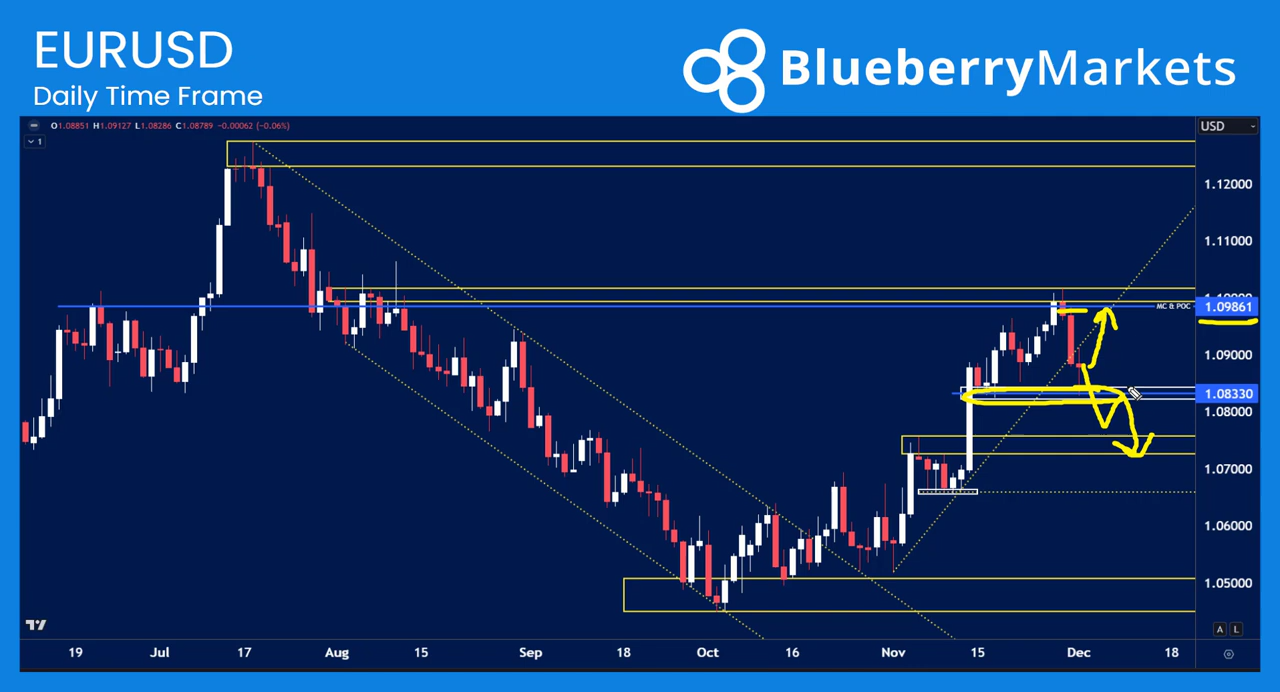 EURUSD
Daily Time Frame
BlueberryMarkets
O1.08851 H1.09127 L1.08286 C1.08789 -0.00062 (-0.06%)
1
USD
1.12000
1.11000
MC & POC
1.09861
1.09000
1.08330
1.08000
1.07000
1.06000
1.05000
A L
19 Jul 17 Aug 15 Sep 18 Oct 16 Nov 15 Dec 18